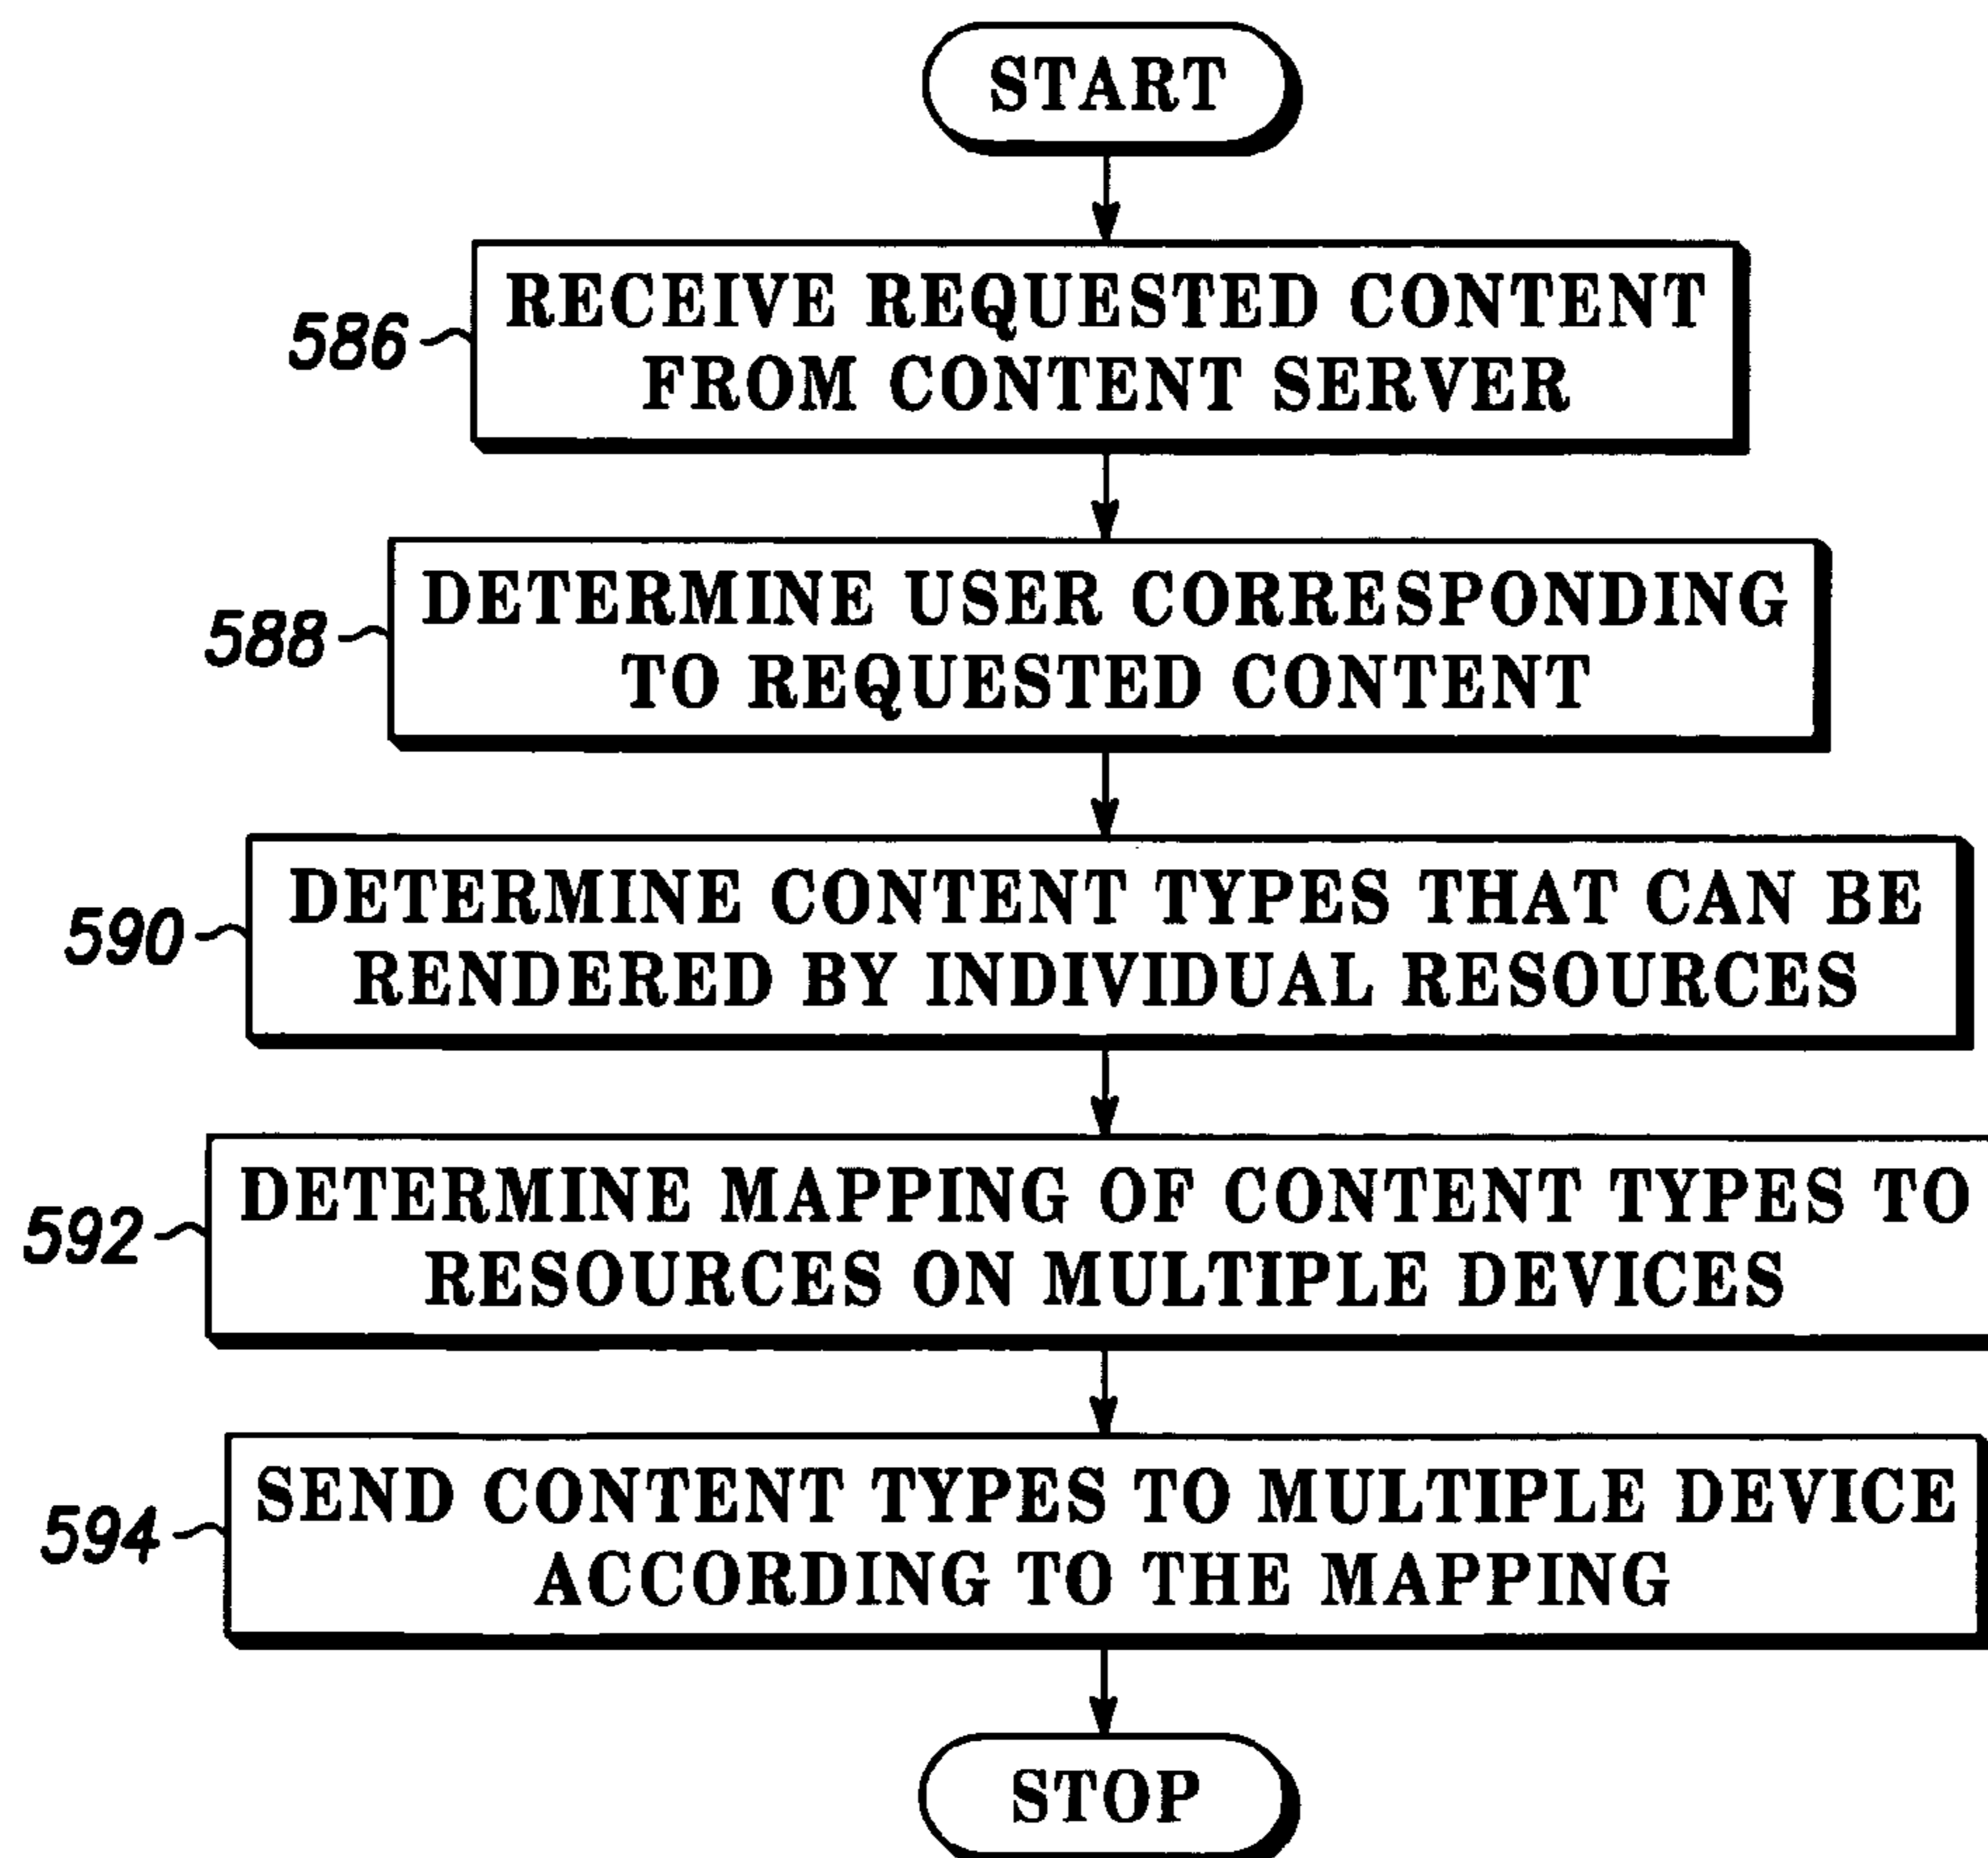 START
586
RECEIVE REQUESTED CONTENT
FROM CONTENT SERVER
588
DETERMINE USER CORRESPONDING
TO REQUESTED CONTENT
590
DETERMINE CONTENT TYPES THAT CAN BE
RENDERED BY INDIVIDUAL RESOURCES
592
DETERMINE MAPPING OF CONTENT TYPES TO
RESOURCES ON MULTIPLE DEVICES
594
SEND CONTENT TYPES TO MULTIPLE DEVICE
ACCORDING TO THE MAPPING
STOP